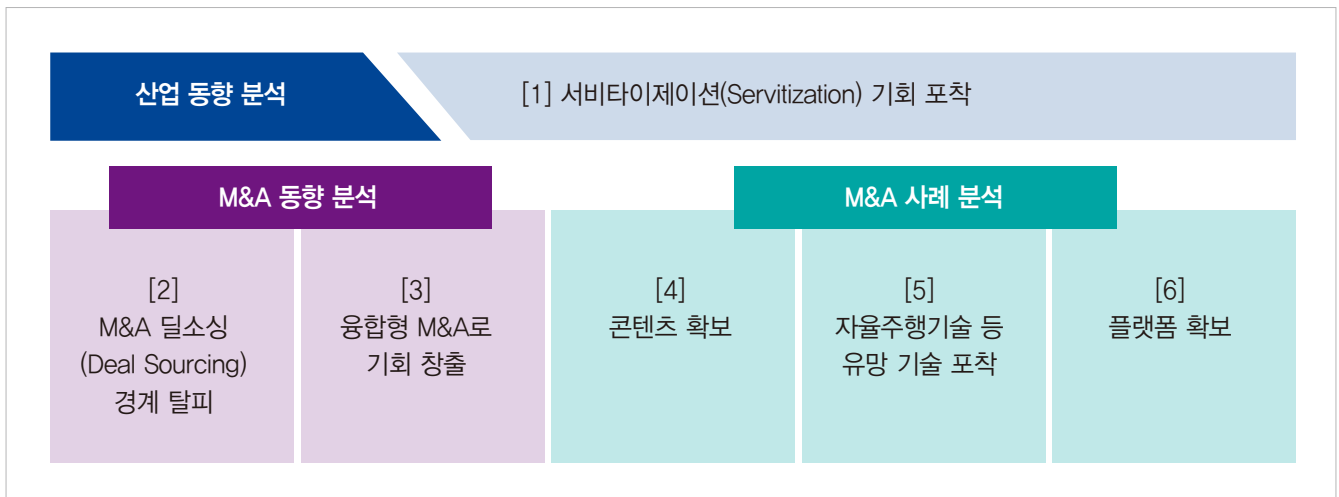 산업 동향 분석
[1] 서비타이제이션(Servitization) 기회 포착
M&A 동향 분석
M&A 사례 분석
[2]
M&A 딜소싱
(Deal Sourcing)
경계 탈피
[3]
융합형 M&A로
기회 창출
[4]
콘텐츠 확보
[5]
자율주행기술 등
유망 기술 포착
[6]
플랫폼 확보